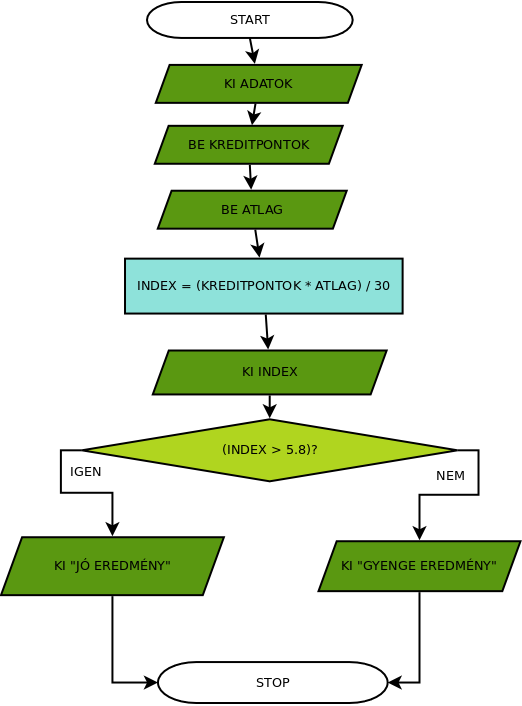 START
KI ADATOK
BE KREDITPONTOK
BE ATLAG
INDEX = (KREDITPONTOK * ATLAG) / 30
KI INDEX
(INDEX > 5.8)?
IGEN
NEM
KI "JÓ EREDMÉNY"
KI "GYENGE EREDMÉNY"
STOP